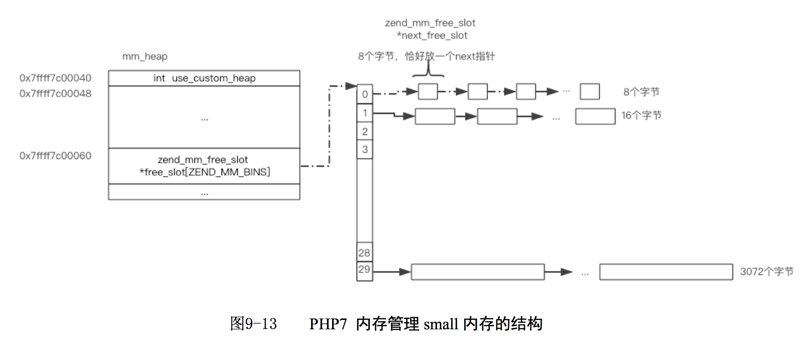 zend_mm_free_slot
*next_free_slot
mm_heap
8个字节，恰好放一个next指针
0x7ffff7c00040
int use_custom_heap
0x7ffff7c00048
...
0x7ffff7c00060
zend_mm_free_slot
*free_slot[ZEND_MM_BINS]
...
0
...
8个字节
1
...
16个字节
2
3
28
29
...
3072个字节
图9-13 PHP7 内存管理 small 内存的结构